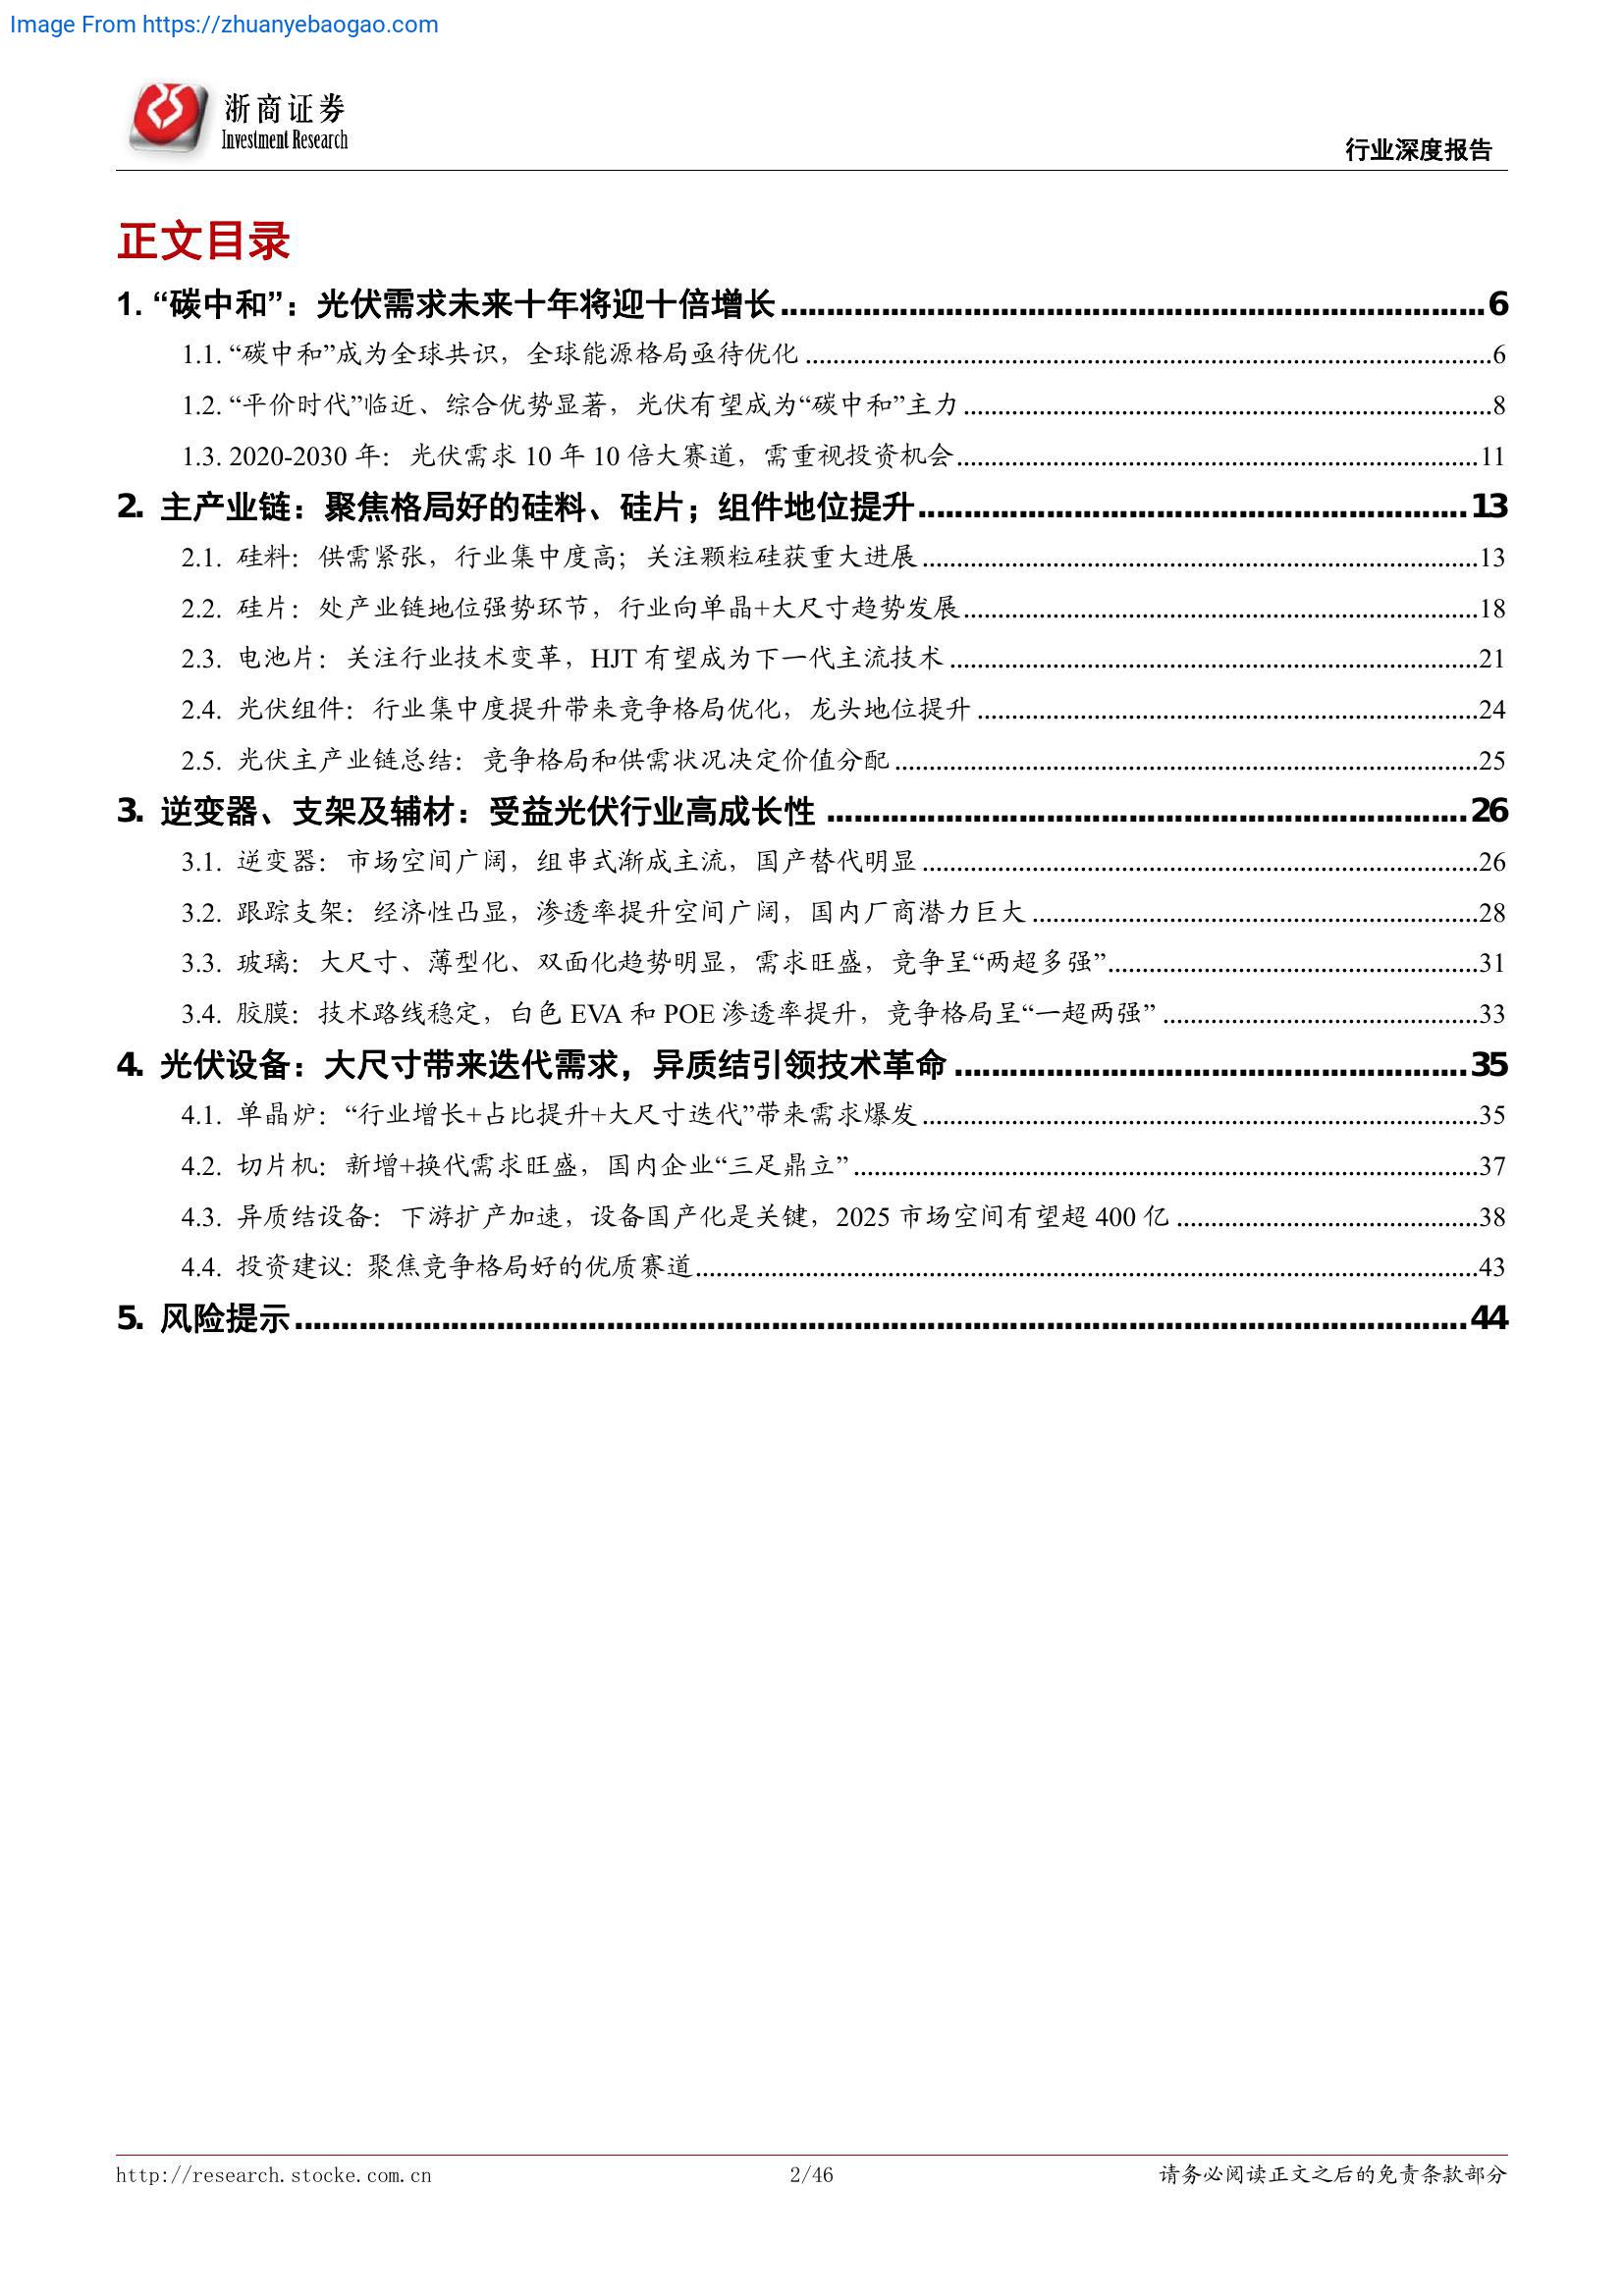 Image From https://zhuanyebaogao.com
浙商证券
Investment Research
行业深度报告
正文目录
1. “碳中和”：光伏需求未来十年将迎十倍增长 6
1.1. “碳中和”成为全球共识，全球能源格局亟待优化 6
1.2. “平价时代”临近、综合优势显著，光伏有望成为“碳中和”主力 8
1.3. 2020-2030 年：光伏需求 10 年 10 倍大赛道，需重视投资机会 11
2. 主产业链：聚焦格局好的硅料、硅片；组件地位提升 13
2.1. 硅料：供需紧张，行业集中度高；关注颗粒硅获重大进展 13
2.2. 硅片：处产业链地位强势环节，行业向单晶+大尺寸趋势发展 18
2.3. 电池片：关注行业技术变革，HJT 有望成为下一代主流技术 21
2.4. 光伏组件：行业集中度提升带来竞争格局优化，龙头地位提升 24
2.5. 光伏主产业链总结：竞争格局和供需状况决定价值分配 25
3. 逆变器、支架及辅材：受益光伏行业高成长性 26
3.1. 逆变器：市场空间广阔，组串式渐成主流，国产替代明显 26
3.2. 跟踪支架：经济性凸显，渗透率提升空间广阔，国内厂商潜力巨大 28
3.3. 玻璃：大尺寸、薄型化、双面化趋势明显，需求旺盛，竞争呈“两超多强” 31
3.4. 胶膜：技术路线稳定，白色 EVA 和 POE 渗透率提升，竞争格局呈“一超两强” 33
4. 光伏设备：大尺寸带来迭代需求，异质结引领技术革命 35
4.1. 单晶炉：“行业增长+占比提升+大尺寸迭代”带来需求爆发 35
4.2. 切片机：新增+换代需求旺盛，国内企业“三足鼎立” 37
4.3. 异质结设备：下游扩产加速，设备国产化是关键，2025 市场空间有望超 400 亿 38
4.4. 投资建议：聚焦竞争格局好的优质赛道 43
5. 风险提示 44
http://research.stocke.com.cn 2/46 请务必阅读正文之后的免责条款部分